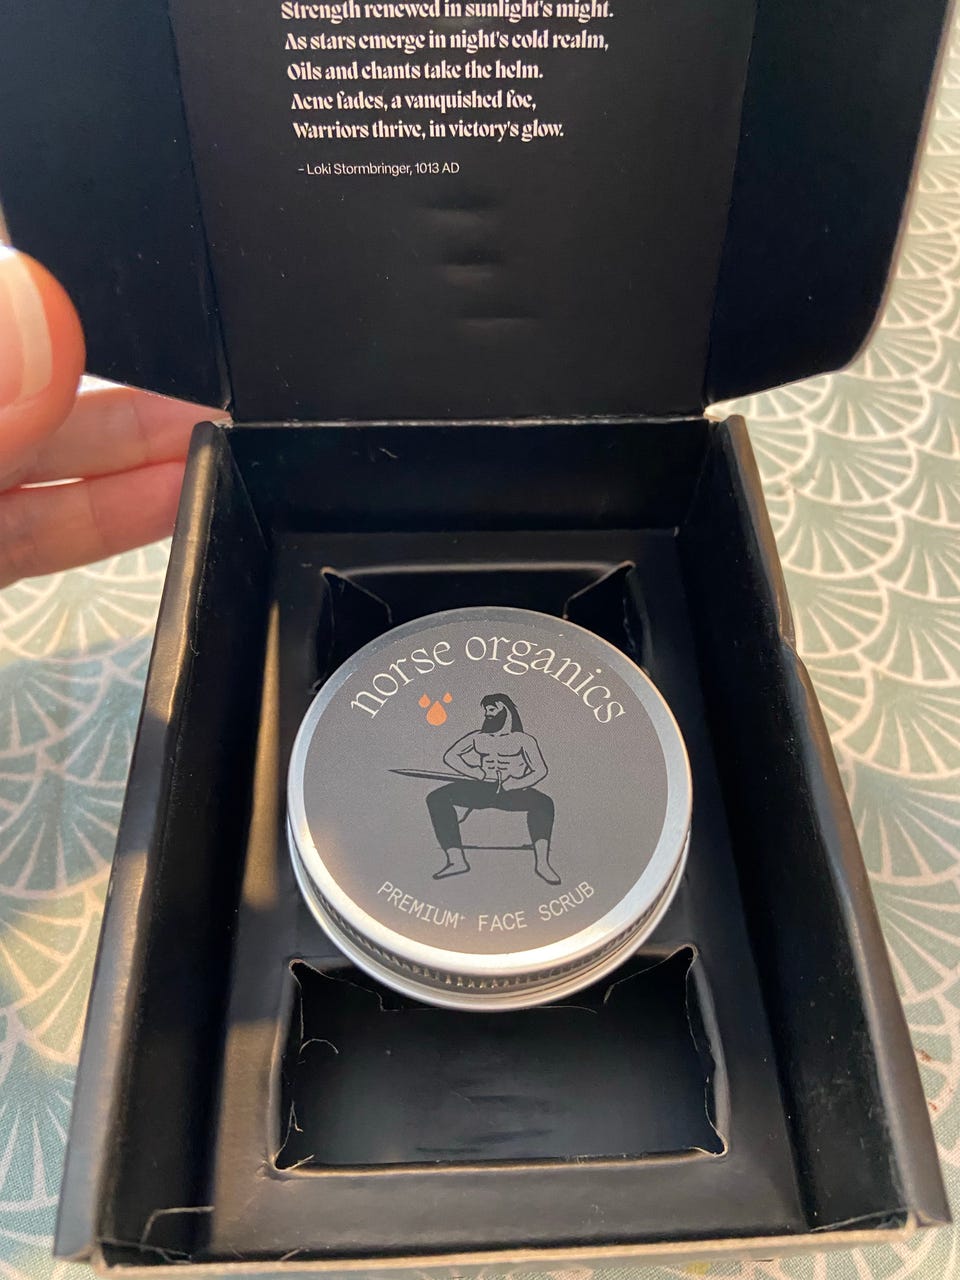 Strength renewed in sunlight's might.
As stars emerge in night's cold realm,
Oils and chants take the helm.
Acne fades, a vanquished foe,
Warriors thrive, in victory's glow.
– Loki Stormbringer, 1013 AD
norse organics
PREMIUM+ FACE SCRUB